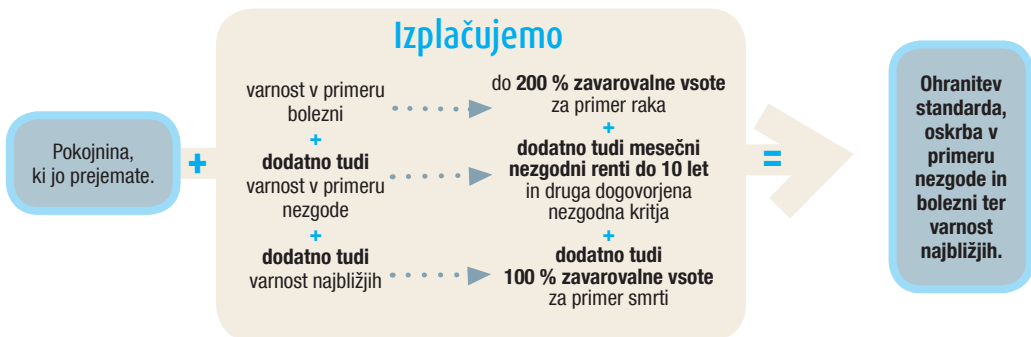 Pokojnina,
ki jo prejemate.
+
Izplačujemo
varnost v primeru
bolezni
+
dodatno tudi
varnost v primeru
nezgode
+
dodatno tudi
varnost najbližjih
do 200 % zavarovalne vsote
za primer raka
+
dodatno tudi mesečni
nezgodni renti do 10 let
in druga dogovorjena
nezgodna kritja
+
dodatno tudi
100 % zavarovalne vsote
za primer smrti
=
Ohranitev
standarda,
oskrba v
primeru
nezgode in
bolezni ter
varnost
najbližjih.